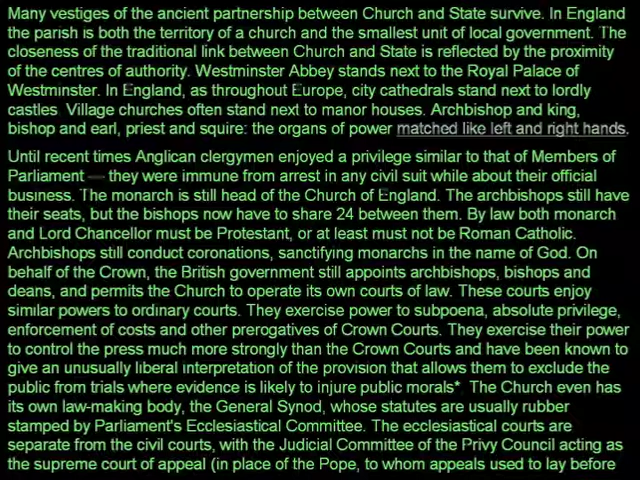 Many vestiges of the ancient partnership between Church and State survive. In England
the parish is both the territory of a church and the smallest unit of local government. The
closeness of the traditional link between Church and State is reflected by the proximity
of the centres of authority. Westminster Abbey stands next to the Royal Palace of
Westminster. In England, as throughout Europe, city cathedrals stand next to lordly
castles. Village churches often stand next to manor houses. Archbishop and king,
bishop and earl, priest and squire: the organs of power matched like left and right hands.
Until recent times Anglican clergymen enjoyed a privilege similar to that of Members of
Parliament — they were immune from arrest in any civil suit while about their official
business. The monarch is still head of the Church of England. The archbishops still have
their seats, but the bishops now have to share 24 between them. By law both monarch
and Lord Chancellor must be Protestant, or at least must not be Roman Catholic.
Archbishops still conduct coronations, sanctifying monarchs in the name of God. On
behalf of the Crown, the British government still appoints archbishops, bishops and
deans, and permits the Church to operate its own courts of law. These courts enjoy
similar powers to ordinary courts. They exercise power to subpoena, absolute privilege,
enforcement of costs and other prerogatives of Crown Courts. They exercise their power
to control the press much more strongly than the Crown Courts and have been known to
give an unusually liberal interpretation of the provision that allows them to exclude the
public from trials where evidence is likely to injure public morals*. The Church even has
its own law-making body, the General Synod, whose statutes are usually rubber
stamped by Parliament's Ecclesiastical Committee. The ecclesiastical courts are
separate from the civil courts, with the Judicial Committee of the Privy Council acting as
the supreme court of appeal (in place of the Pope, to whom appeals used to lay before